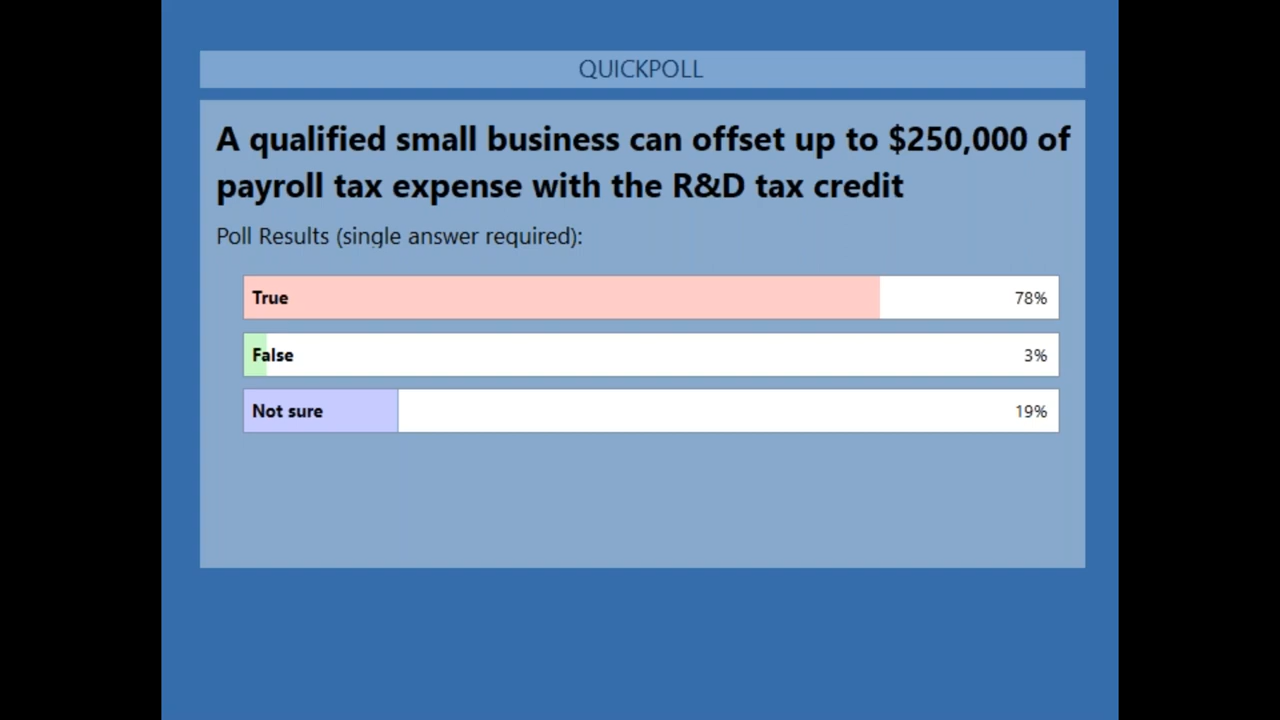 QUICKPOLL
A qualified small business can offset up to $250,000 of
payroll tax expense with the R&D tax credit
Poll Results (single answer required):
True 78%
False 3%
Not sure 19%